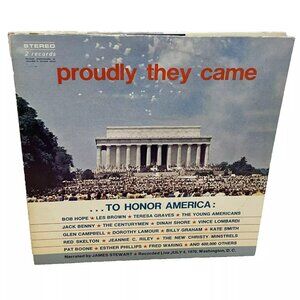 STEREO
2 records
proudly they came
. . . TO HONOR AMERICA:
BOB HOPE ★ LES BROWN ★ TERESA GRAVES ★ THE YOUNG AMERICANS
JACK BENNY ★ THE CENTURYMEN ★ DINAH SHORE ★ VINCE LOMBARDI
GLEN CAMPBELL ★ DOROTHY LAMOUR ★ BILLY GRAHAM ★ KATE SMITH
RED SKELTON ★ JEANNIE C. RILEY ★ THE NEW CHRISTY MINSTRELS
PAT BOONE ★ ESTHER PHILLIPS ★ FRED WARING ★ and 400,000 OTHERS
Narrated by JAMES STEWART ★ Recorded Live JULY 4, 1970, Washington, D.C.